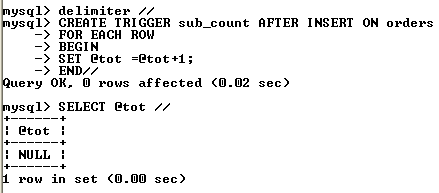 mysql> delimiter //
mysql> CREATE TRIGGER sub_count AFTER INSERT ON orders
    -> FOR EACH ROW
    -> BEGIN
    -> SET @tot =@tot+1;
    -> END//
Query OK, 0 rows affected (0.02 sec)
mysql> SELECT @tot //
+------+
| @tot |
+------+
| NULL |
+------+
1 row in set (0.00 sec)